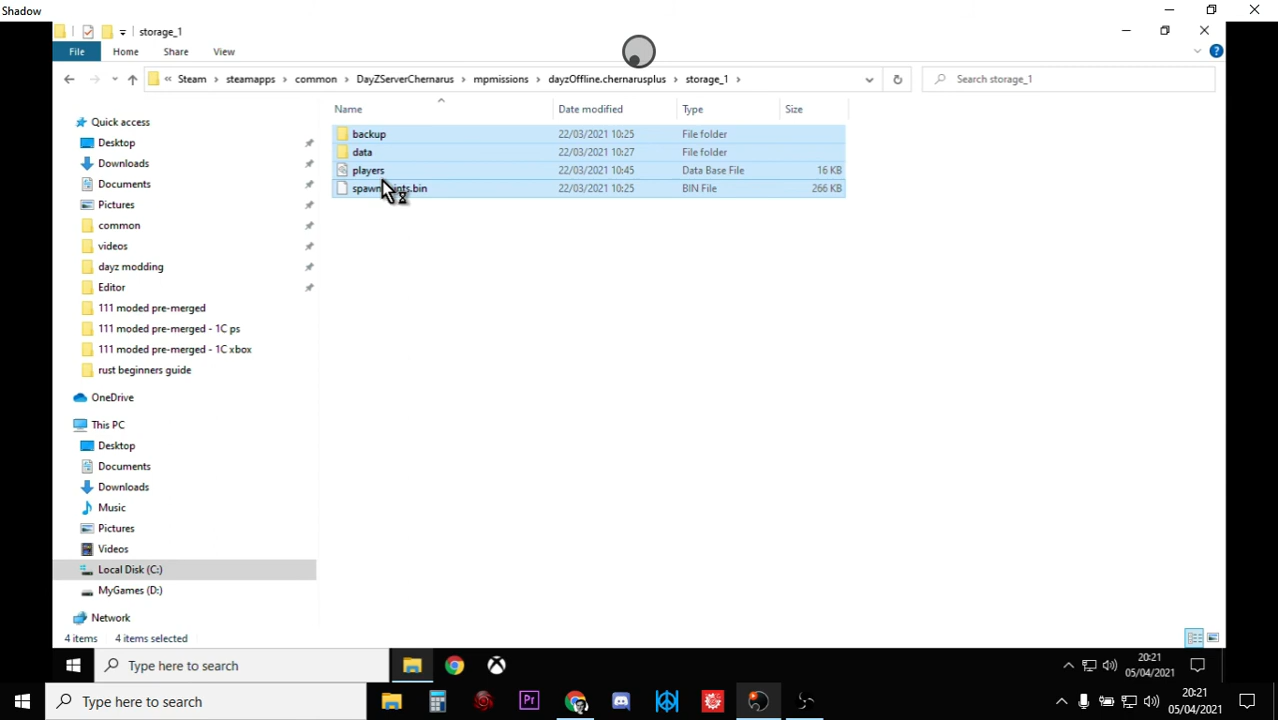 Shadow
storage_1
File Home Share View
« Steam › steamapps › common › DayZServerChernarus › mpmissions › dayzOffline.chernarusplus › storage_1 ›
Search storage_1
Name Date modified Type Size
Quick access
Desktop
Downloads
Documents
Pictures
common
videos
dayz modding
Editor
111 moded pre-merged
111 moded pre-merged - 1C ps
111 moded pre-merged - 1C xbox
rust beginners guide
OneDrive
This PC
Desktop
Documents
Downloads
Music
Pictures
Videos
Local Disk (C:)
MyGames (D:)
Network
backup 22/03/2021 10:25 File folder
data 22/03/2021 10:27 File folder
players 22/03/2021 10:45 Data Base File 16 KB
22/03/2021 10:25 BIN File 266 KB
4 items 4 items selected
Type here to search
20:21
05/04/2021
Type here to search
Pr
20:21
05/04/2021